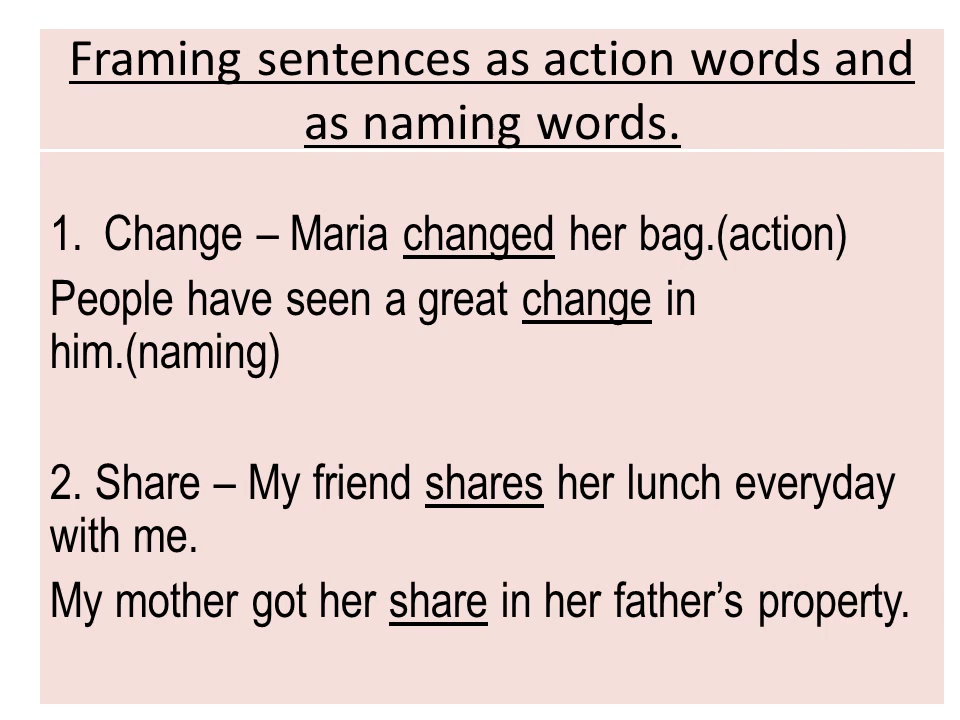 Framing sentences as action words and
as naming words.
1. Change – Maria changed her bag.(action)
People have seen a great change in
him.(naming)
2. Share – My friend shares her lunch everyday
with me.
My mother got her share in her father’s property.